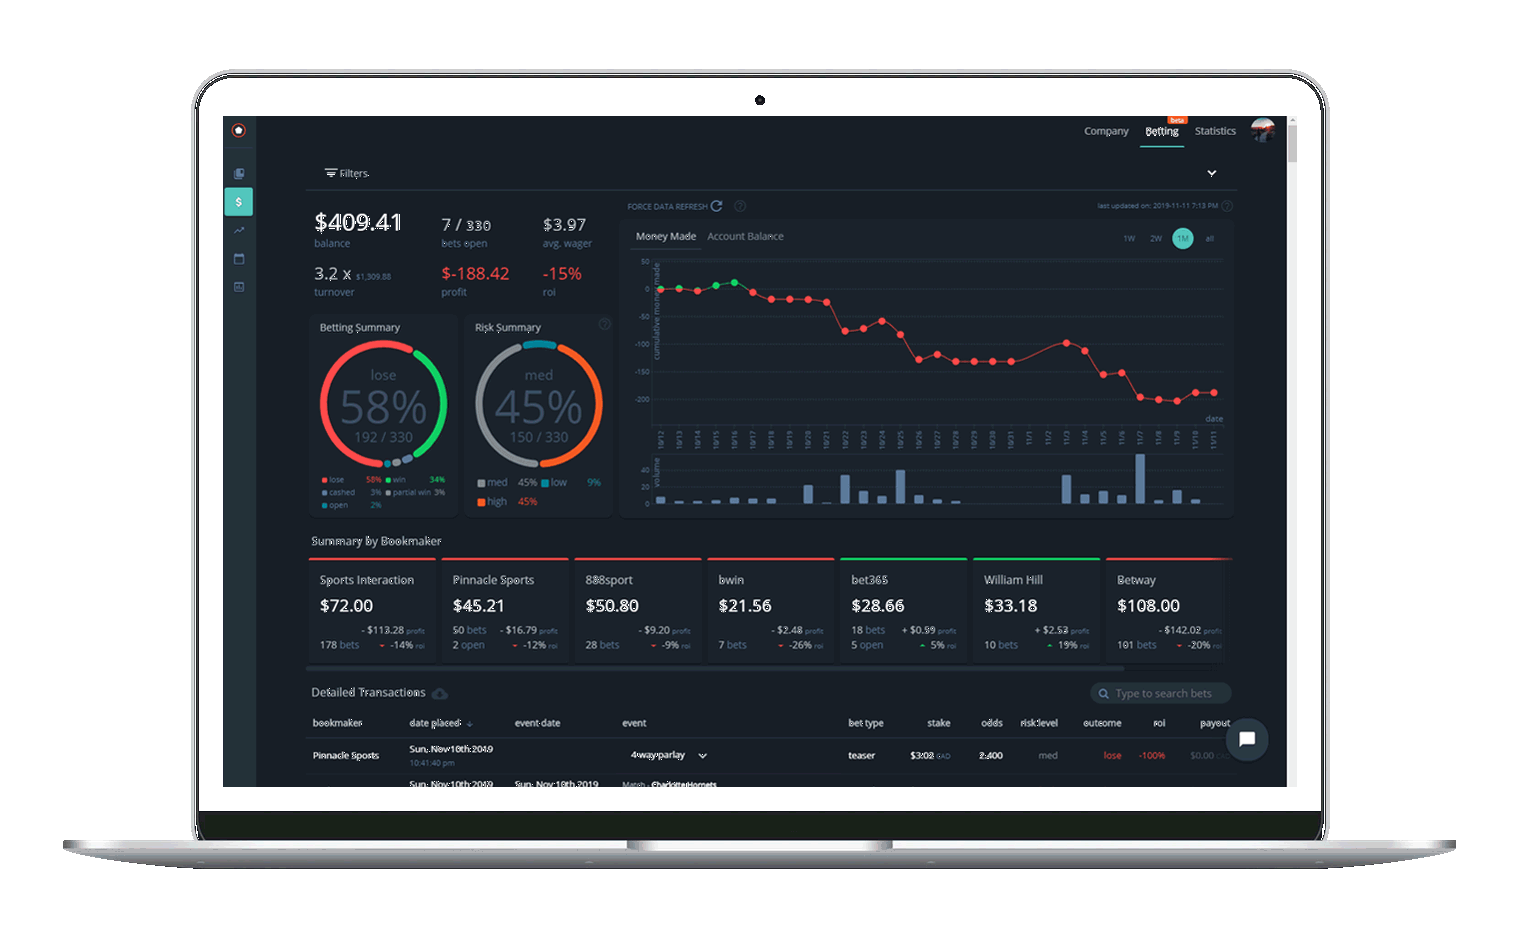 Company Betting Statistics
beta
Filters
FORCE DATA REFRESH
last updated on: 2019-11-11 7:13 PM
$409.41
balance
7 / 330
bets open
$3.97
avg. wager
3.2 x $1,309.88
turnover
$-188.42
profit
-15%
roi
Money Made Account Balance
1W 2W 1M all
cumulative money made
50
0
-50
-100
-150
-200
date
10/12 10/13 10/14 10/15 10/16 10/17 10/18 10/19 10/20 10/21 10/22 10/23 10/24 10/25 10/26 10/27 10/28 10/29 10/30 10/31 11/1 11/2 11/3 11/4 11/5 11/6 11/7 11/8 11/9 11/10 11/11
volume
40
20
0
Betting Summary
lose
58%
192 / 330
lose 58% win 34%
cashed 3% partial win 3%
open 2%
Risk Summary
med
45%
150 / 330
med 45% low 9%
high 45%
Summary by Bookmaker
Sports Interaction
$72.00
- $113.28 profit
178 bets -14% roi
Pinnacle Sports
$45.21
50 bets - $16.79 profit
2 open -12% roi
888sport
$50.80
- $9.20 profit
28 bets -9% roi
bwin
$21.56
- $2.48 profit
7 bets -26% roi
bet365
$28.66
18 bets + $0.59 profit
5 open 5% roi
William Hill
$33.18
+ $2.53 profit
10 bets 19% roi
Betway
$108.00
- $142.02 profit
101 bets -20% roi
Detailed Transactions
Type to search bets
bookmaker date placed event date event bet type stake odds risk level outcome roi payout
Pinnacle Sports Sun, Nov 10th 2019 4 way parlay teaser $3.02 CAD 2.400 med lose -100% $0.00
10:41:40 pm
Sun, Nov 10th 2019 Sun, Nov 10th 2019 Match - Charlotte Hornets